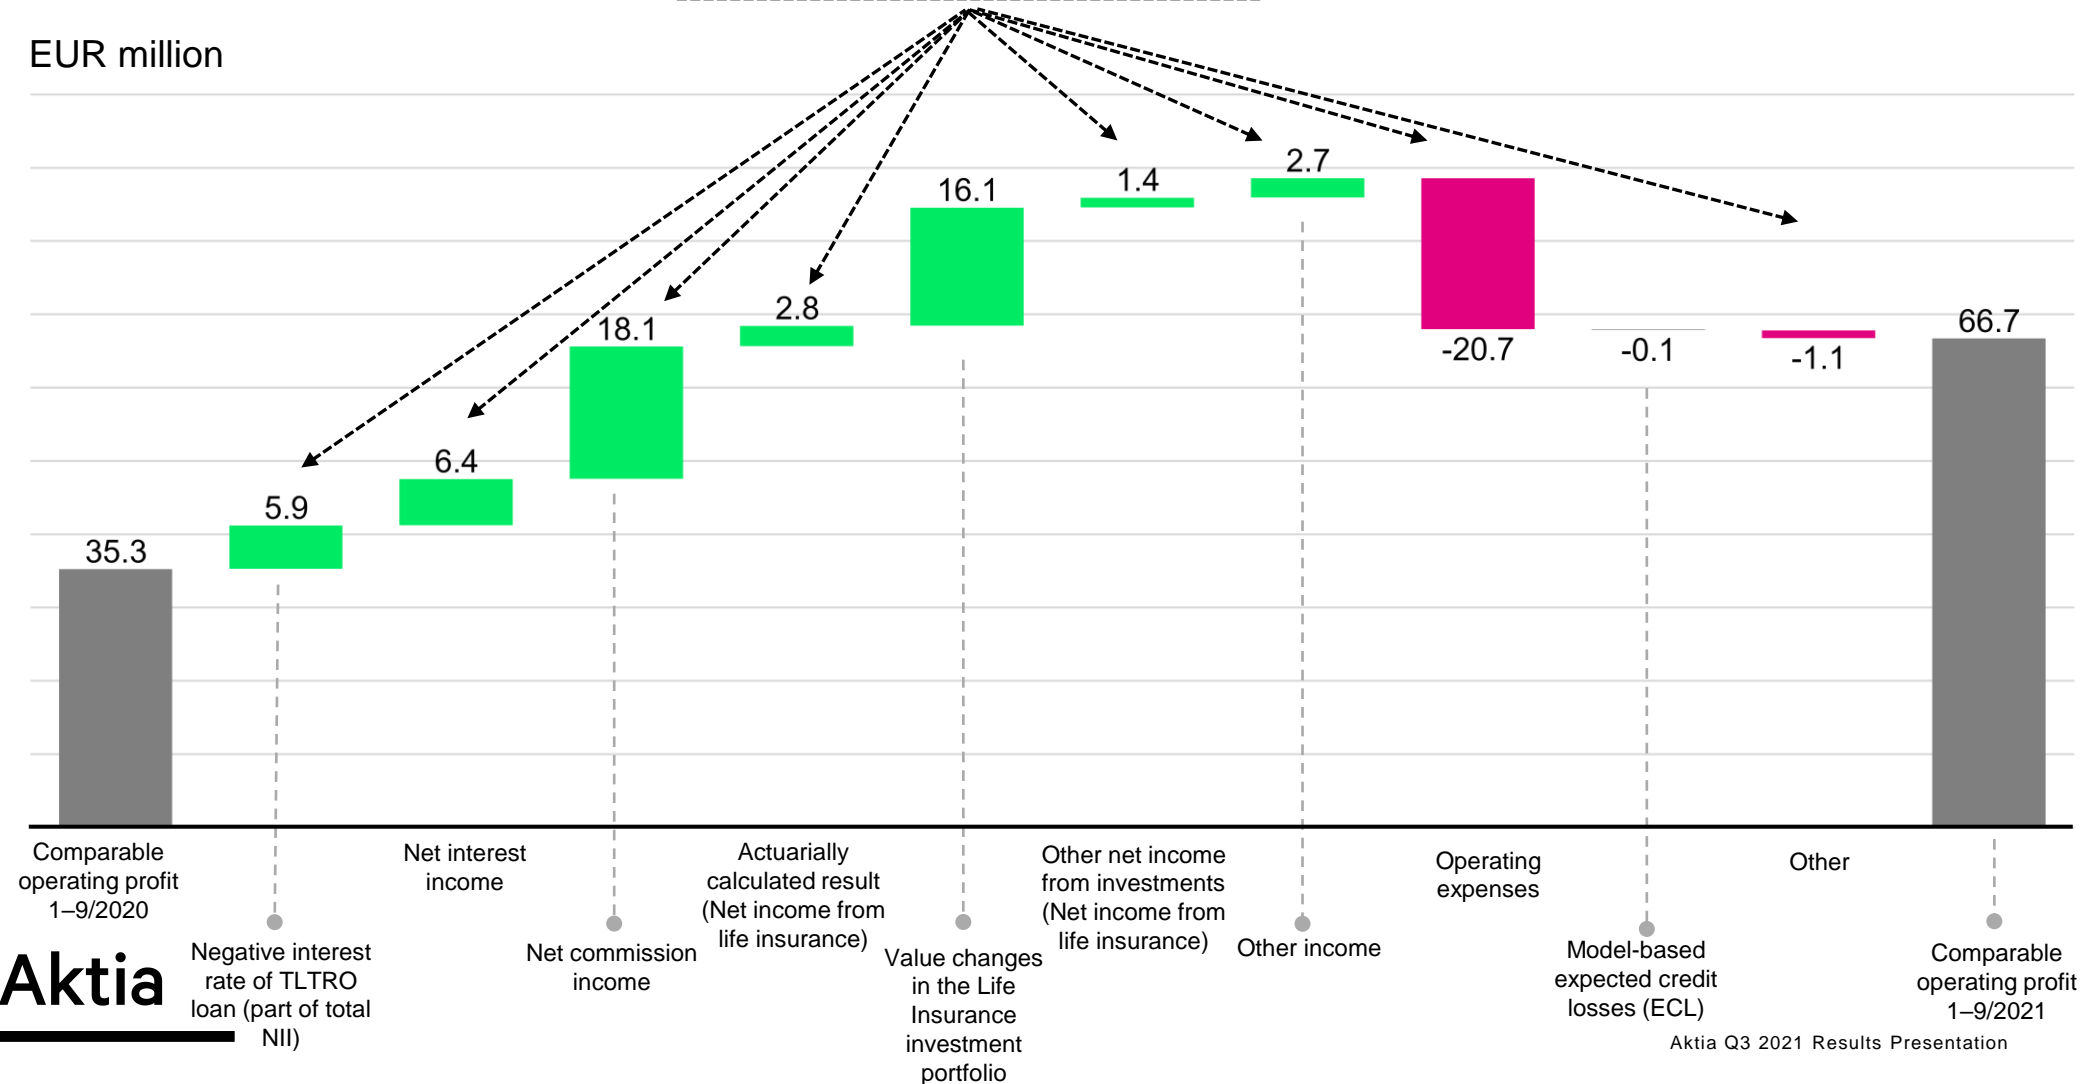 EUR million
35.3
5.9
6.4
18.1
2.8
16.1
1.4
2.7
-20.7
-0.1
-1.1
66.7
Comparable
operating profit
1–9/2020
Negative interest
rate of TLTRO
loan (part of total
NII)
Net interest
income
Net commission
income
Actuarially
calculated result
(Net income from
life insurance)
Value changes
in the Life
Insurance
investment
portfolio
Other net income
from investments
(Net income from
life insurance)
Other income
Operating
expenses
Model-based
expected credit
losses (ECL)
Other
Comparable
operating profit
1–9/2021
Aktia
Aktia Q3 2021 Results Presentation